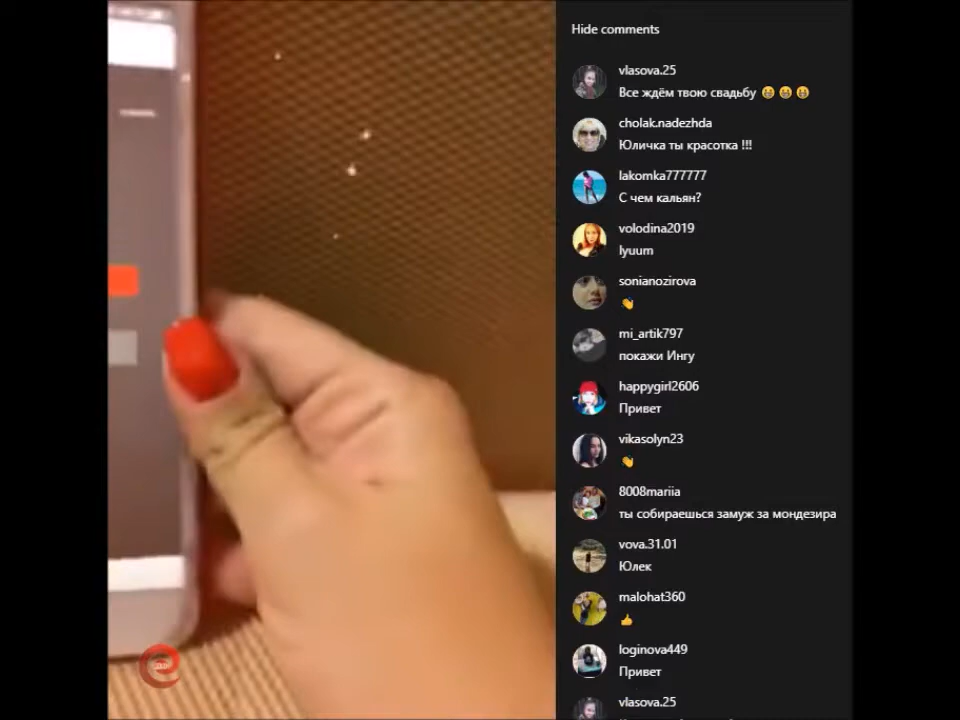 Hide comments
vlasova.25
Все ждём твою свадьбу 😆 😆 😆
cholak.nadezhda
Юличка ты красотка !!!
lakomka777777
С чем кальян?
volodina2019
lyuum
sonianozirova
👏
mi_artik797
покажи Ингу
happygirl2606
Привет
vikasolyn23
👏
8008mariia
ты собираешься замуж за мондезира
vova.31.01
Юлек
malohat360
👍
loginova449
Привет
vlasova.25